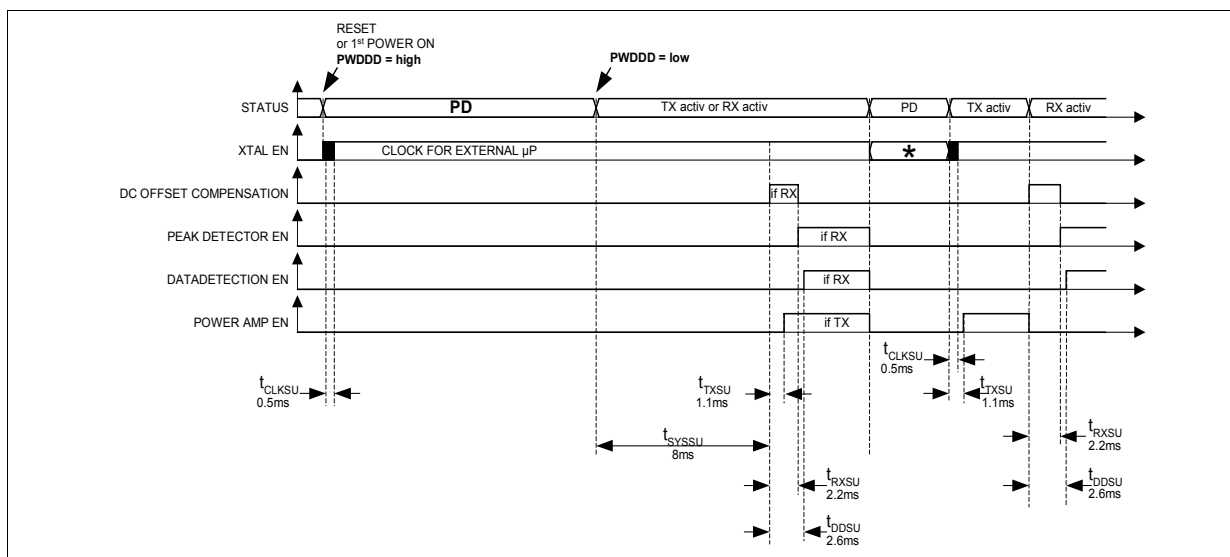 RESET
or 1st POWER ON
PWDDD = high
PWDDD = low
STATUS
PD
TX activ or RX activ
PD
TX activ
RX activ
XTAL EN
CLOCK FOR EXTERNAL µP
*
DC OFFSET COMPENSATION
if RX
PEAK DETECTOR EN
if RX
DATADETECTION EN
if RX
POWER AMP EN
if TX
tCLKSU
0.5ms
tCLKSU
0.5ms
tTXSU
1.1ms
tTXSU
1.1ms
tSYSSU
8ms
tRXSU
2.2ms
tRXSU
2.2ms
tDDSU
2.6ms
tDDSU
2.6ms